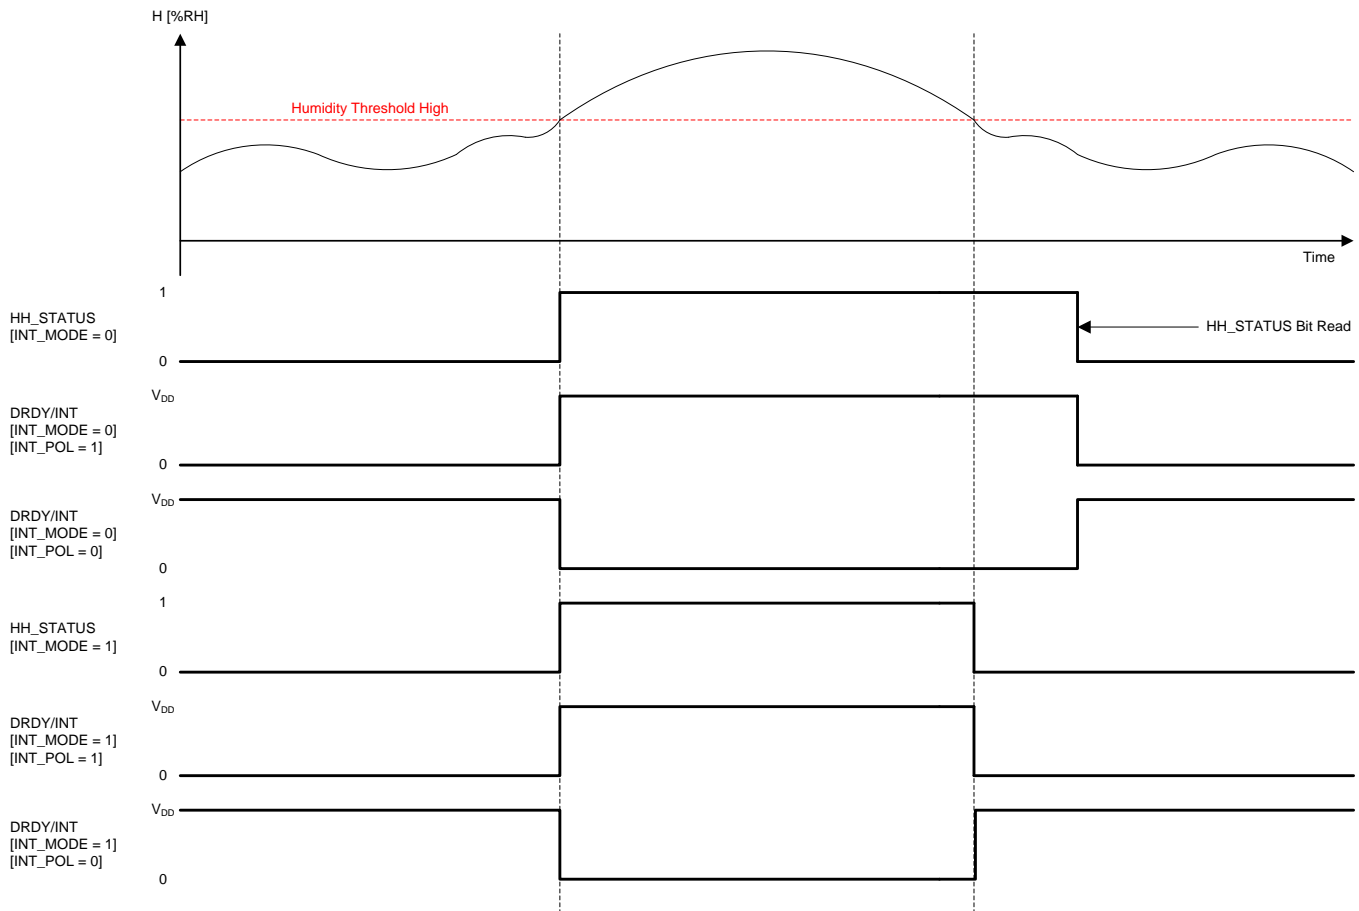 H [%RH]
Humidity Threshold High
Time
1
HH_STATUS
[INT_MODE = 0]
HH_STATUS Bit Read
0
VDD
DRDY/INT
[INT_MODE = 0]
[INT_POL = 1]
0
VDD
DRDY/INT
[INT_MODE = 0]
[INT_POL = 0]
0
1
HH_STATUS
[INT_MODE = 1]
0
VDD
DRDY/INT
[INT_MODE = 1]
[INT_POL = 1]
0
VDD
DRDY/INT
[INT_MODE = 1]
[INT_POL = 0]
0